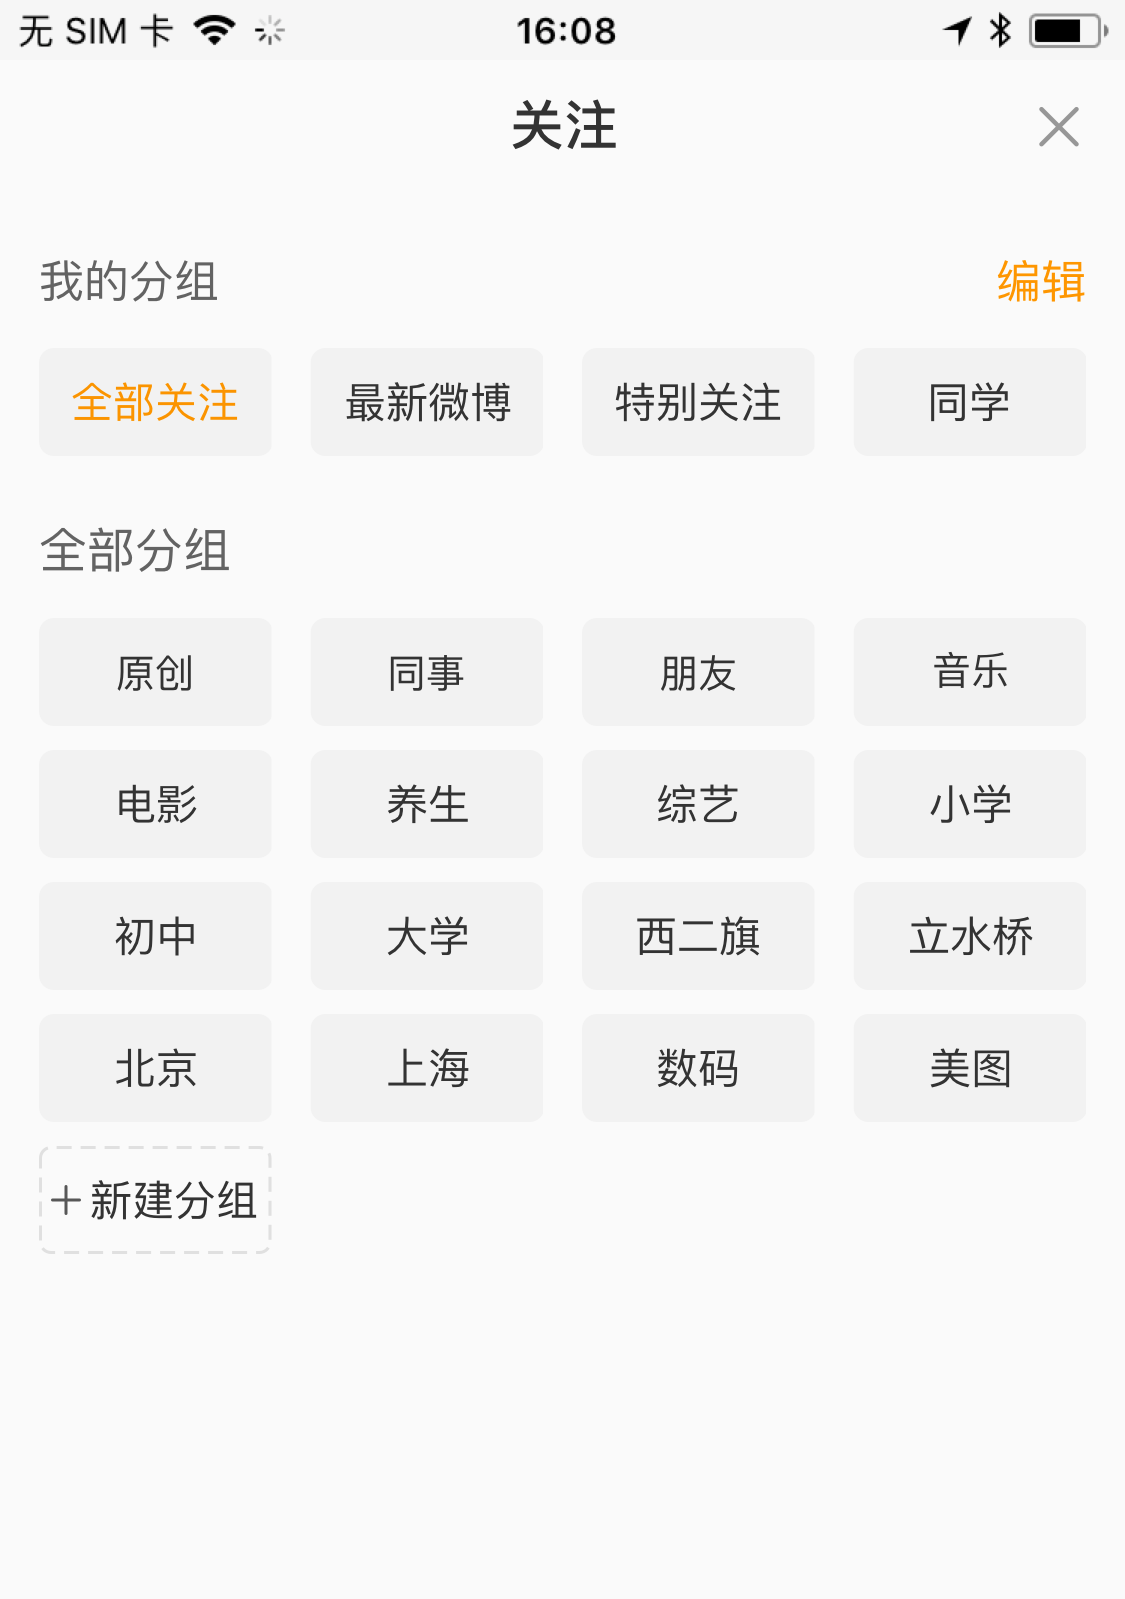 无 SIM 卡 16:08
关注
我的分组 编辑
全部关注 最新微博 特别关注 同学
全部分组
原创 同事 朋友 音乐
电影 养生 综艺 小学
初中 大学 西二旗 立水桥
北京 上海 数码 美图
+ 新建分组